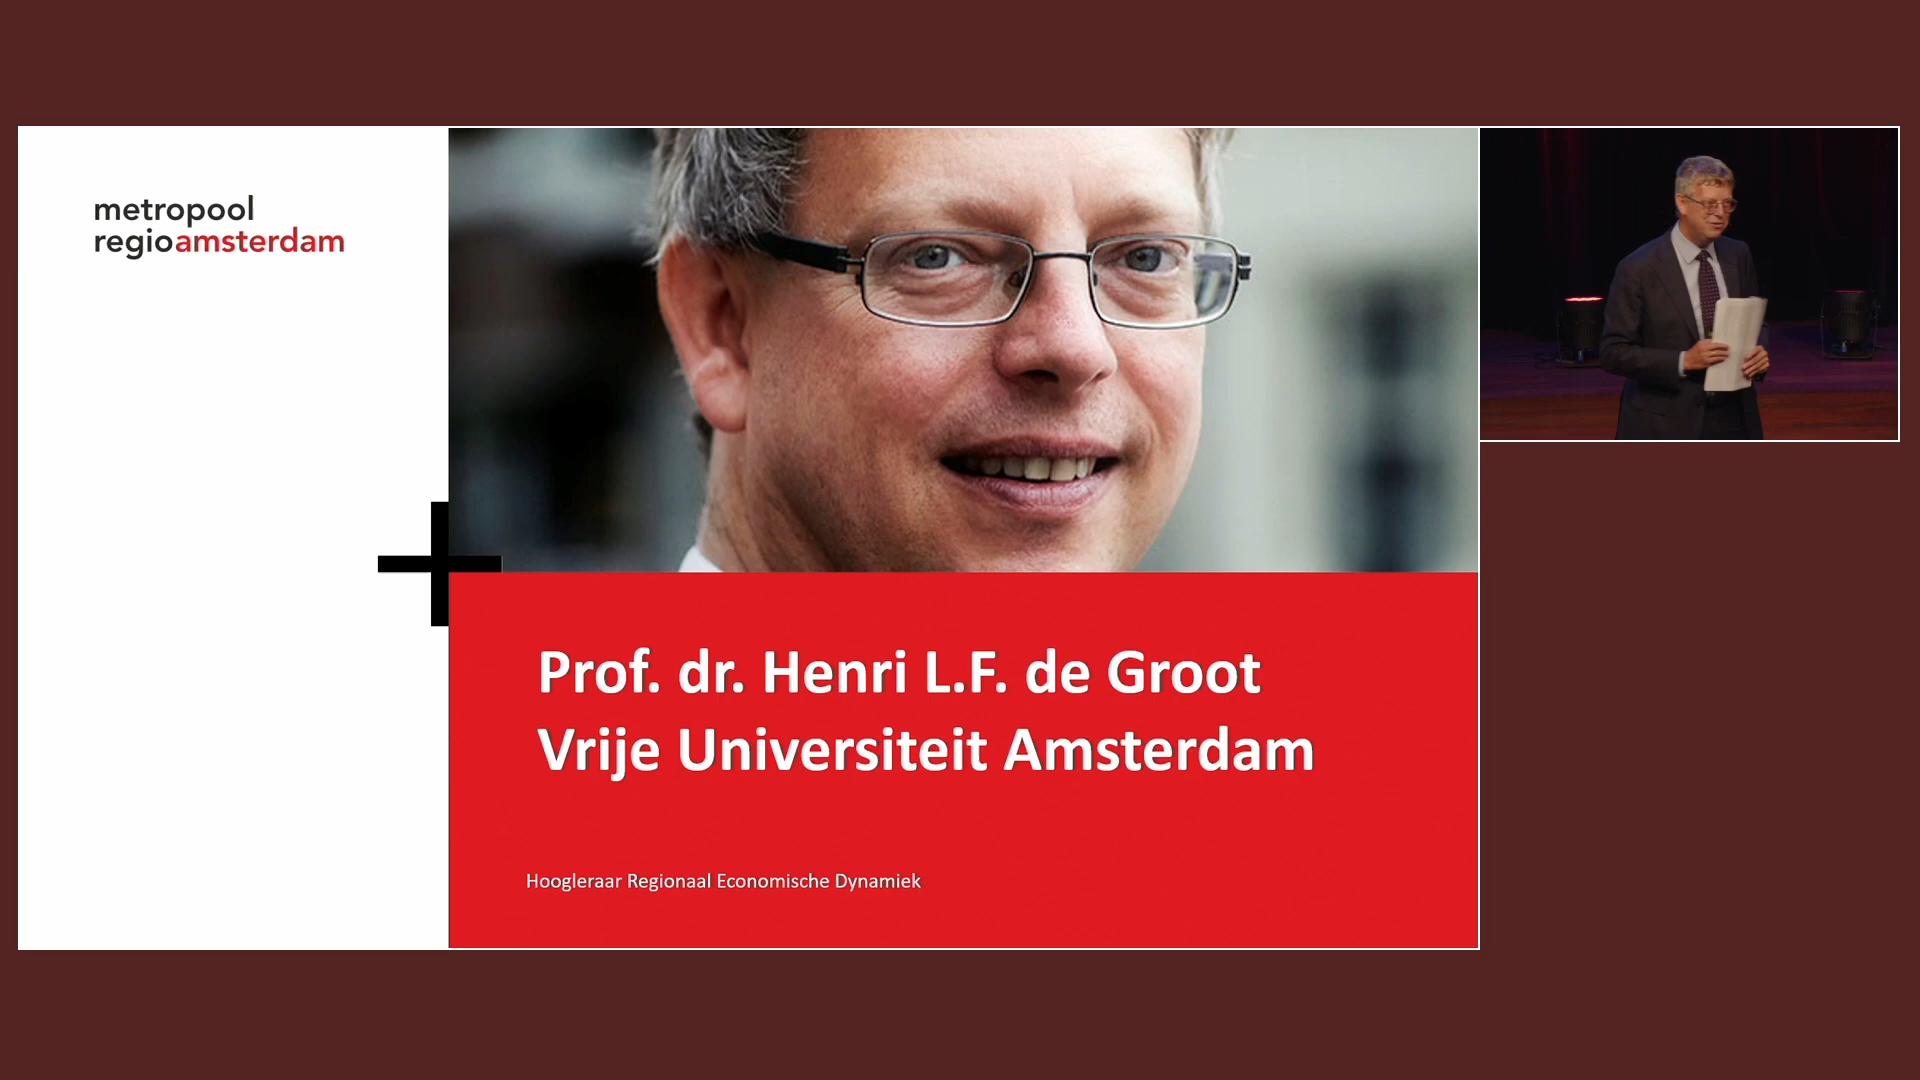 metropool
regioamsterdam
Prof. dr. Henri L.F. de Groot
Vrije Universiteit Amsterdam
Hoogleraar Regionaal Economische Dynamiek